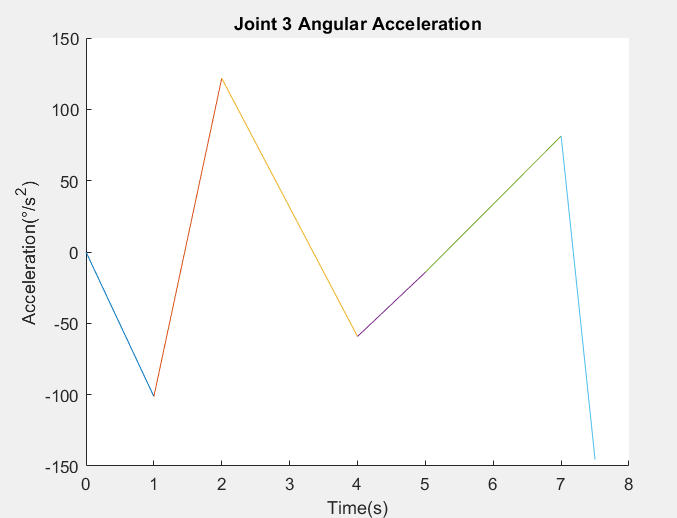 Joint 3 Angular Acceleration
150
100
50
0
-50
-100
-150
Acceleration(°/s²)
0 1 2 3 4 5 6 7 8
Time(s)